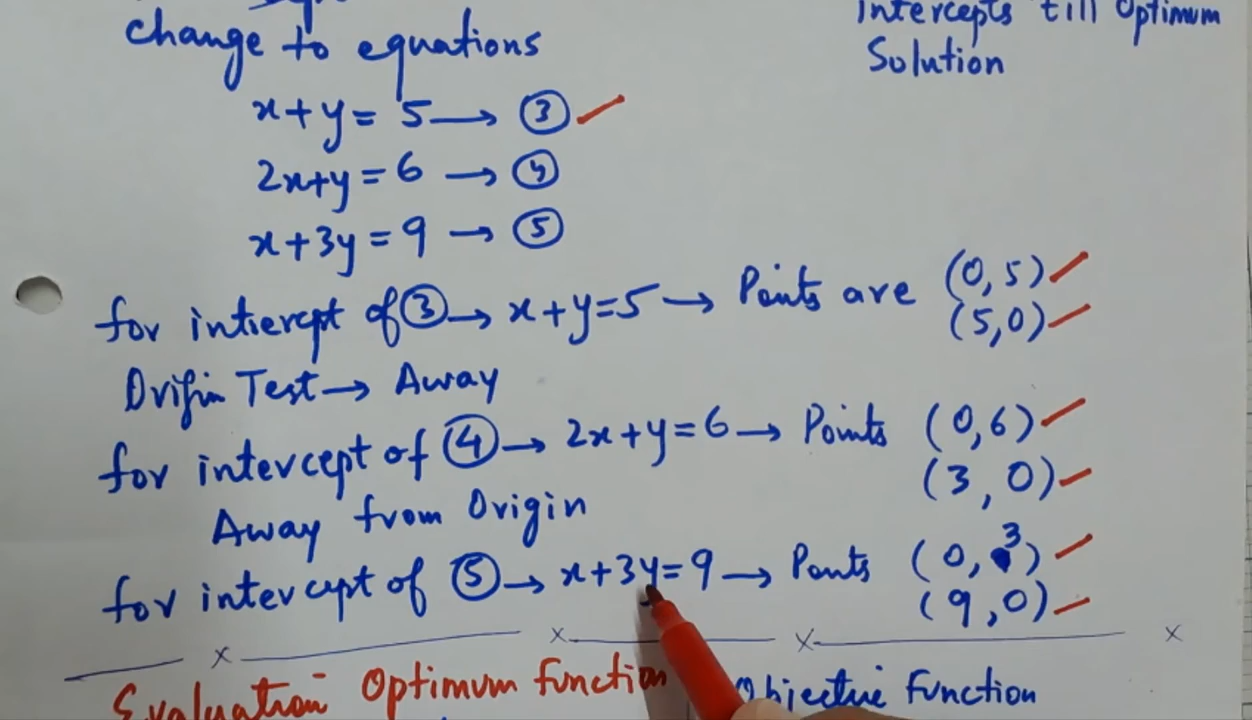 change to equations
Intercepts till Optimum
Solution
x+y = 5 → ③
2x+y = 6 → ④
x+3y = 9 → ⑤
for intiercpt of ③ → x+y=5 → Points are (0,5)
(5,0)
Origin Test → Away
for intercept of ④ → 2x+y=6 → Points (0,6)
(3,0)
Away from Origin
for intercept of ⑤ → x+3y=9 → Points (0,3)
(9,0)
x x x
Evaluation Optimum function Objective Function